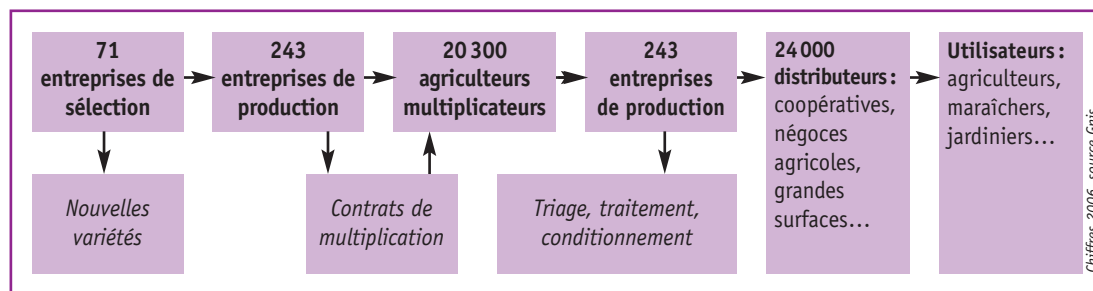 71
entreprises de
sélection
243
entreprises de
production
20 300
agriculteurs
multiplicateurs
243
entreprises
de production
24 000
distributeurs :
coopératives,
négoces
agricoles,
grandes
surfaces…
Utilisateurs :
agriculteurs,
maraîchers,
jardiniers…
Nouvelles
variétés
Contrats de
multiplication
Triage, traitement,
conditionnement
Chiffres 2006, source Gnis